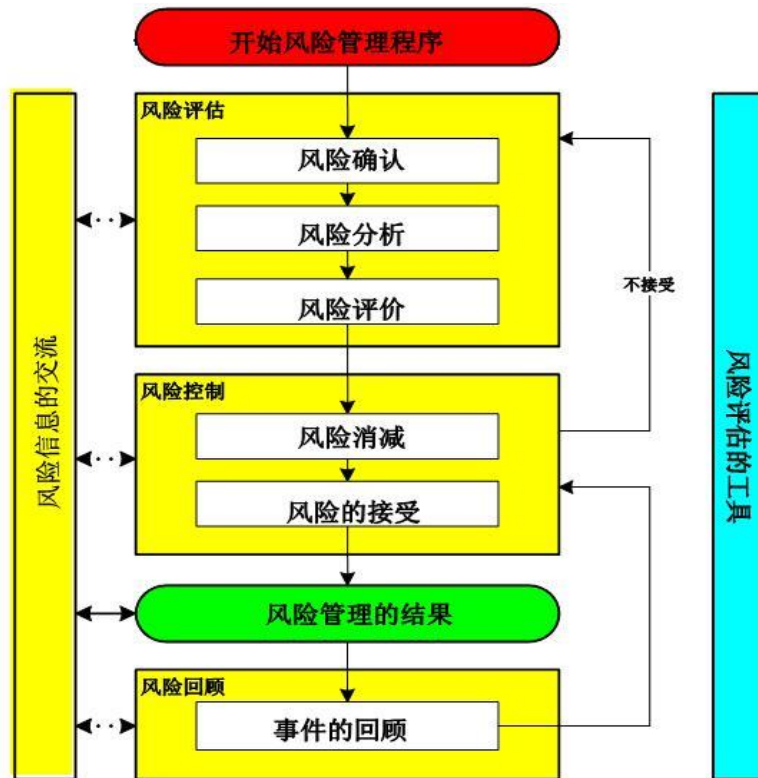 开始风险管理程序
风险评估
风险确认
风险分析
风险评价
不接受
风险控制
风险消减
风险的接受
风险管理的结果
风险回顾
事件的回顾
风险信息的交流
风险评估的工具